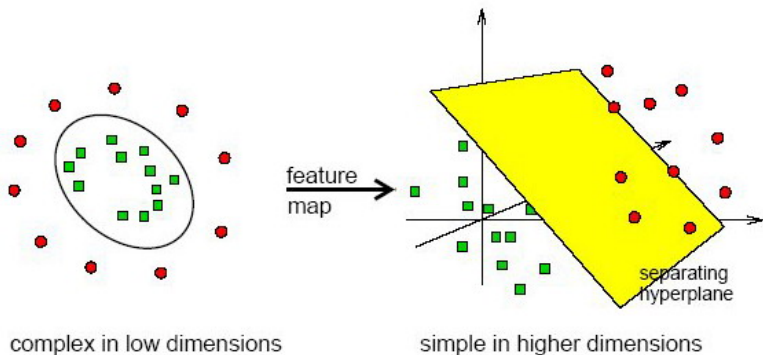 feature
map
separating
hyperplane
complex in low dimensions
simple in higher dimensions